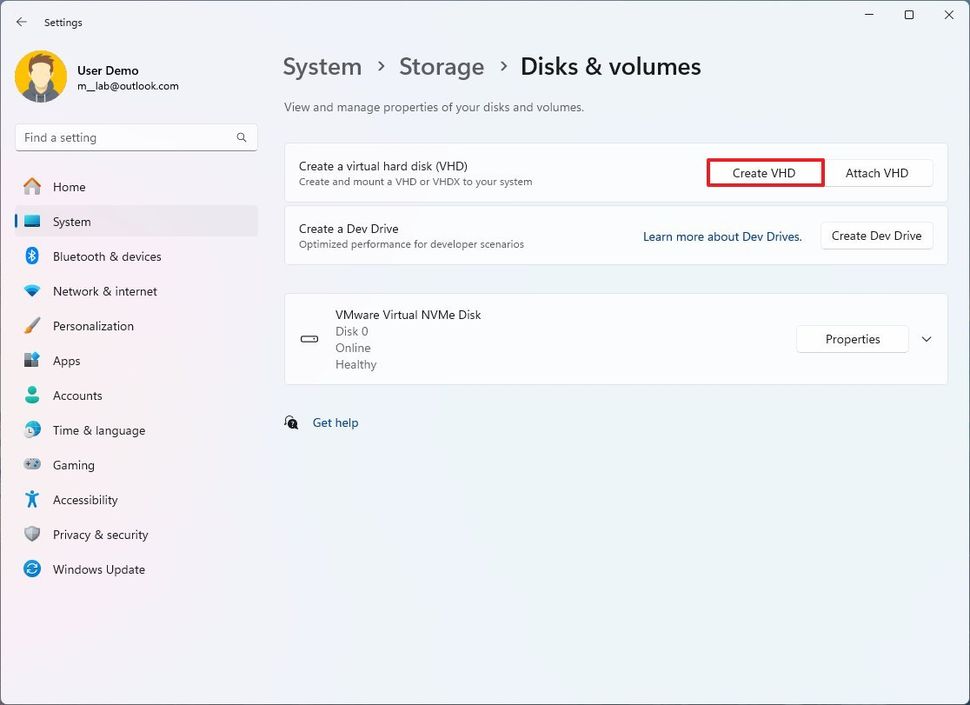 Settings
User Demo
m__lab@outlook.com
Find a setting
Home
System
Bluetooth & devices
Network & internet
Personalization
Apps
Accounts
Time & language
Gaming
Accessibility
Privacy & security
Windows Update
System > Storage > Disks & volumes
View and manage properties of your disks and volumes.
Create a virtual hard disk (VHD)
Create and mount a VHD or VHDX to your system
Create VHD
Attach VHD
Create a Dev Drive
Optimized performance for developer scenarios
Learn more about Dev Drives.
Create Dev Drive
VMware Virtual NVMe Disk
Disk 0
Online
Healthy
Properties
Get help